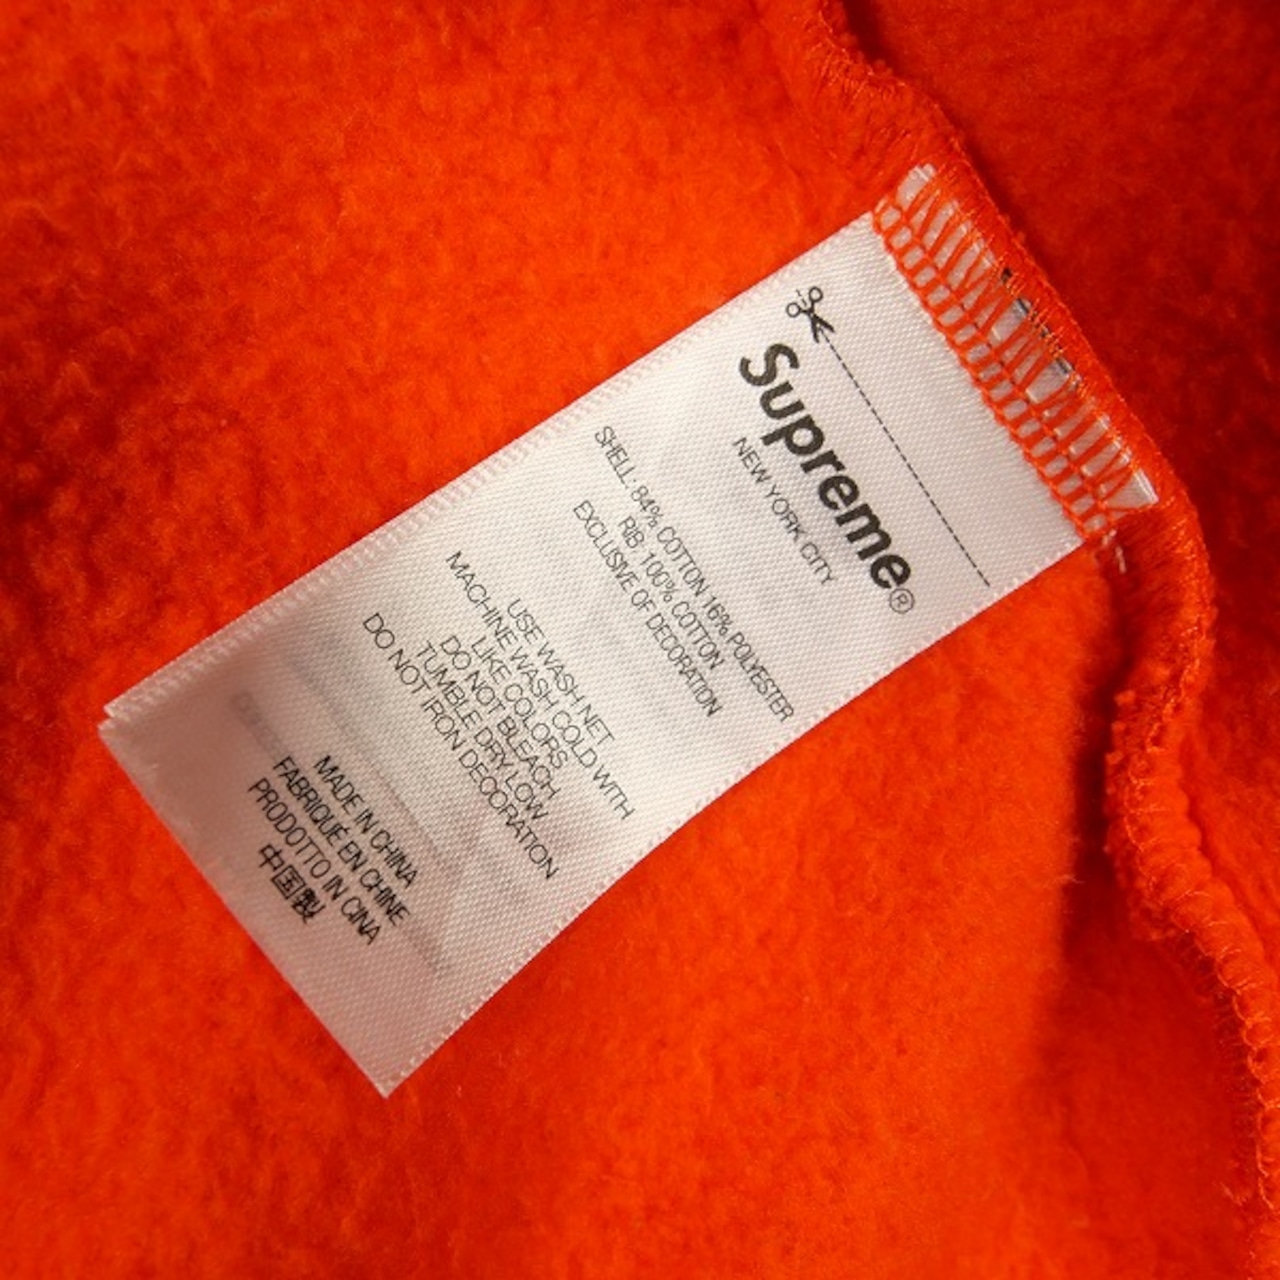 Supreme®
NEW YORK CITY
SHELL: 84% COTTON 16% POLYESTER
RIB: 100% COTTON
EXCLUSIVE OF DECORATION
USE WASH NET
MACHINE WASH COLD WITH
LIKE COLORS
DO NOT BLEACH
TUMBLE DRY LOW
DO NOT IRON DECORATION
MADE IN CHINA
FABRIQUÉ EN CHINE
PRODOTTO IN CINA
中国製